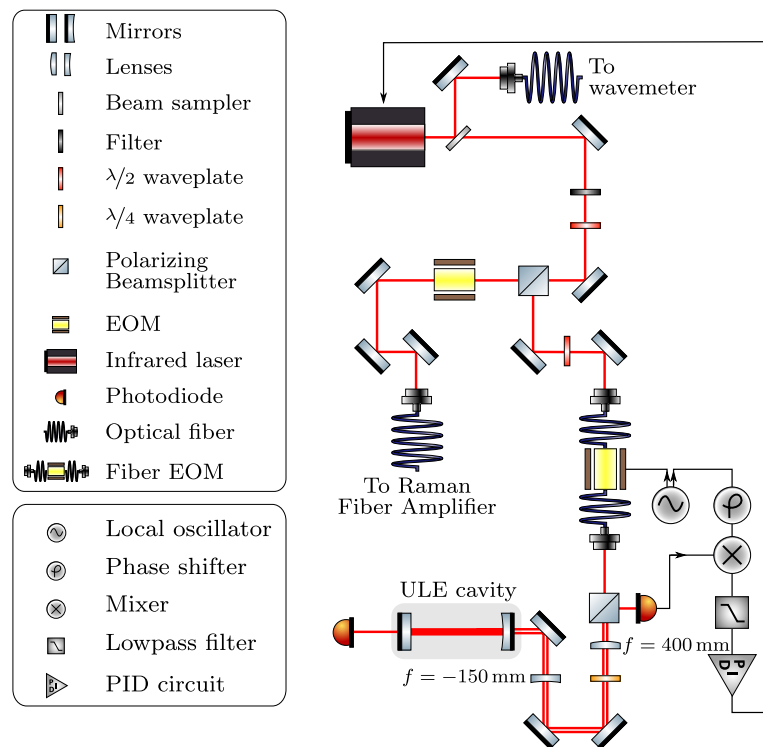 Mirrors
Lenses
Beam sampler
Filter
λ/2 waveplate
λ/4 waveplate
Polarizing
Beamsplitter
EOM
Infrared laser
Photodiode
Optical fiber
Fiber EOM
Local oscillator
Phase shifter
Mixer
Lowpass filter
PID circuit
To
wavemeter
To Raman
Fiber Amplifier
φ
ULE cavity
f = 400 mm
f = −150 mm
PID